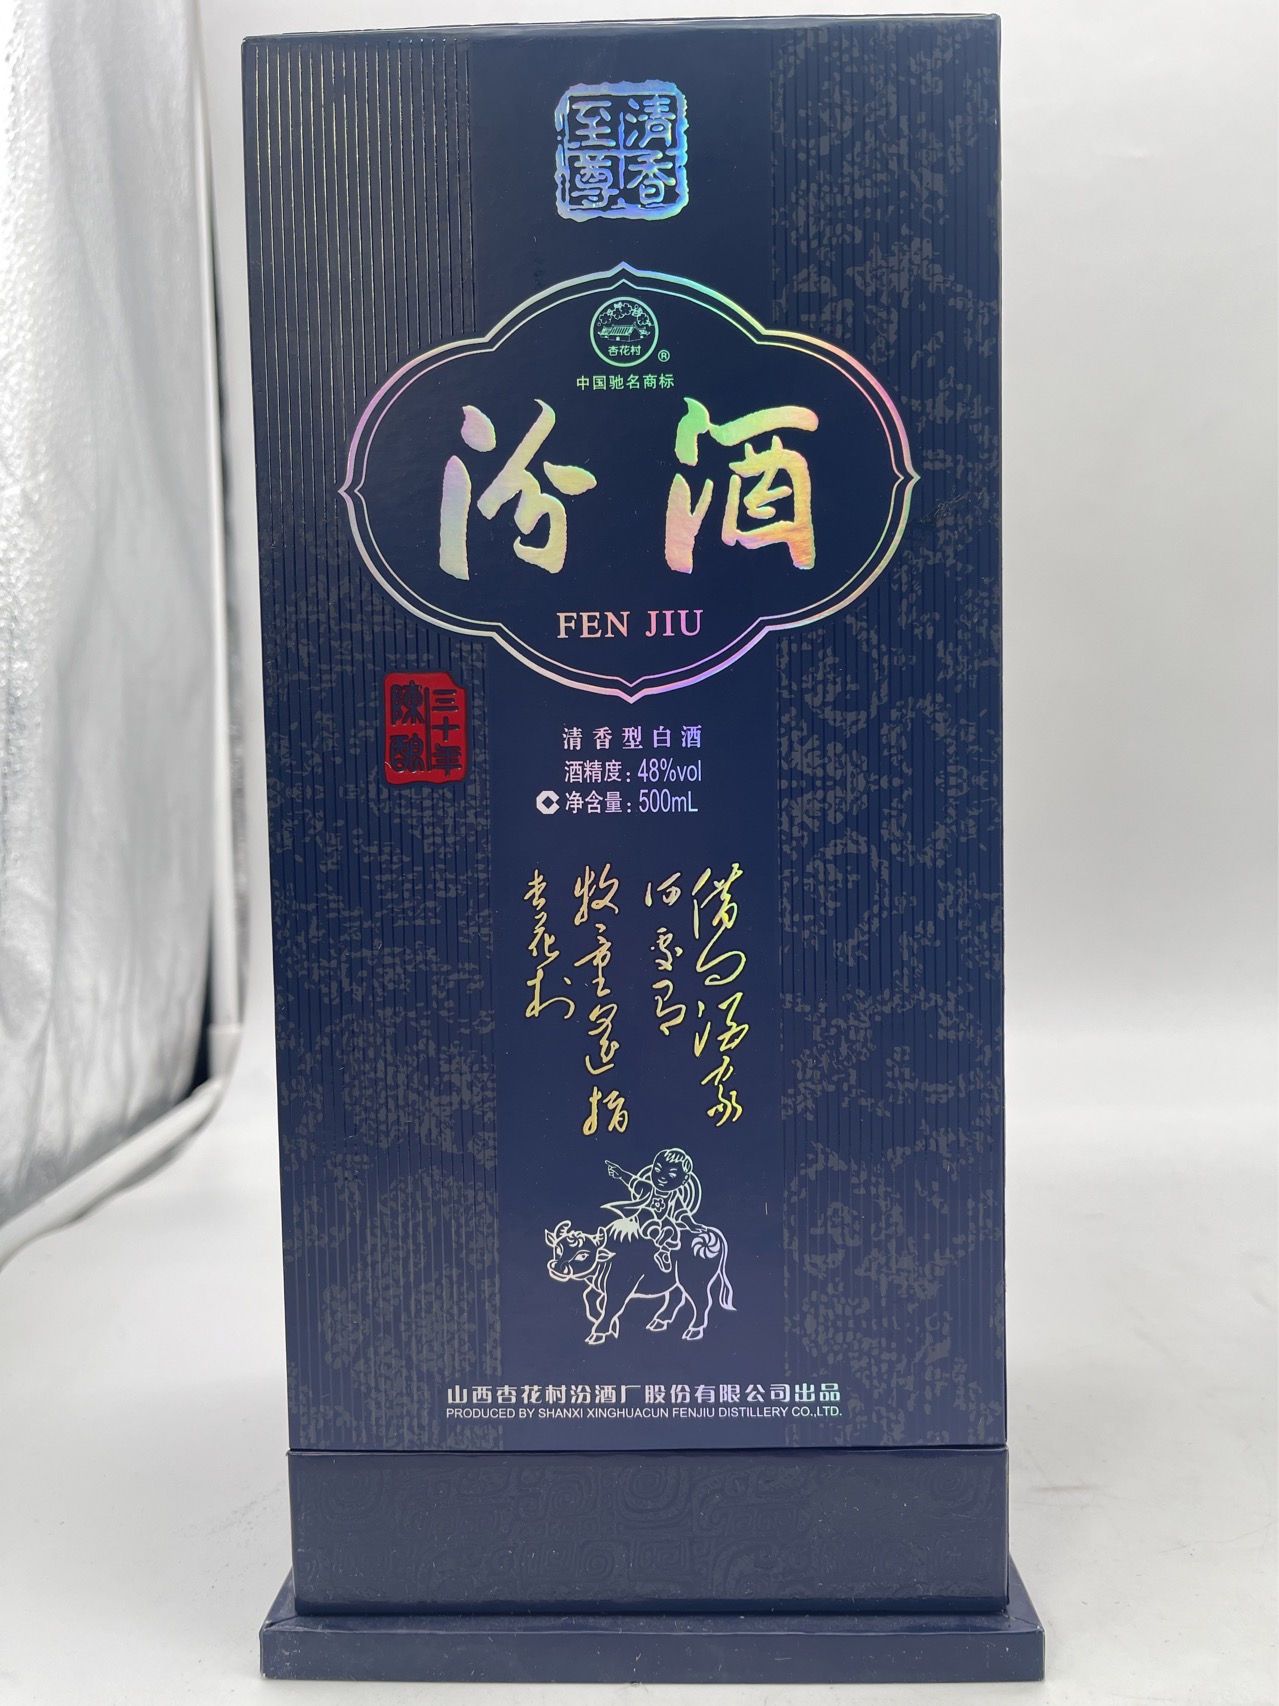 清香
至尊
杏花村
®
中国驰名商标
汾酒
FEN JIU
三十年
陳釀
清香型白酒
酒精度：48%vol
净含量：500mL
借问酒家
何处有
牧童遥指
杏花村
山西杏花村汾酒厂股份有限公司出品
PRODUCED BY SHANXI XINGHUACUN FENJIU DISTILLERY CO.,LTD.